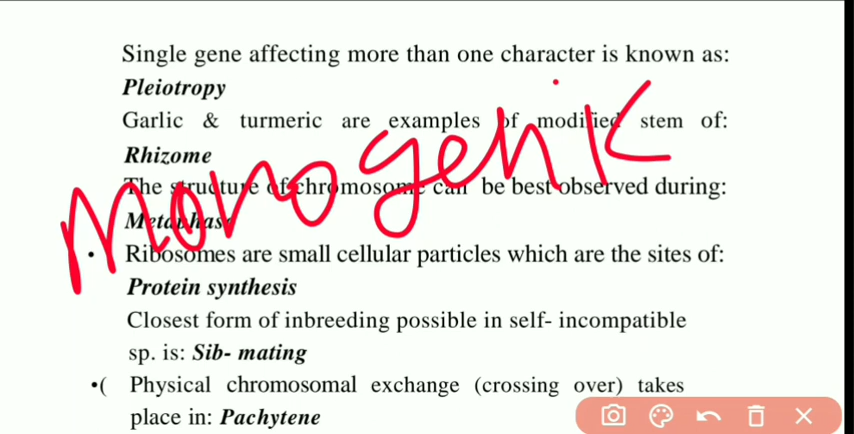 Single gene affecting more than one character is known as:
Pleiotropy
Garlic & turmeric are examples of modified stem of:
Rhizome
The structure of chromosome can be best observed during:
Metaphase
• Ribosomes are small cellular particles which are the sites of:
Protein synthesis
Closest form of inbreeding possible in self- incompatible
sp. is: Sib- mating
•( Physical chromosomal exchange (crossing over) takes
place in: Pachytene
monogenik